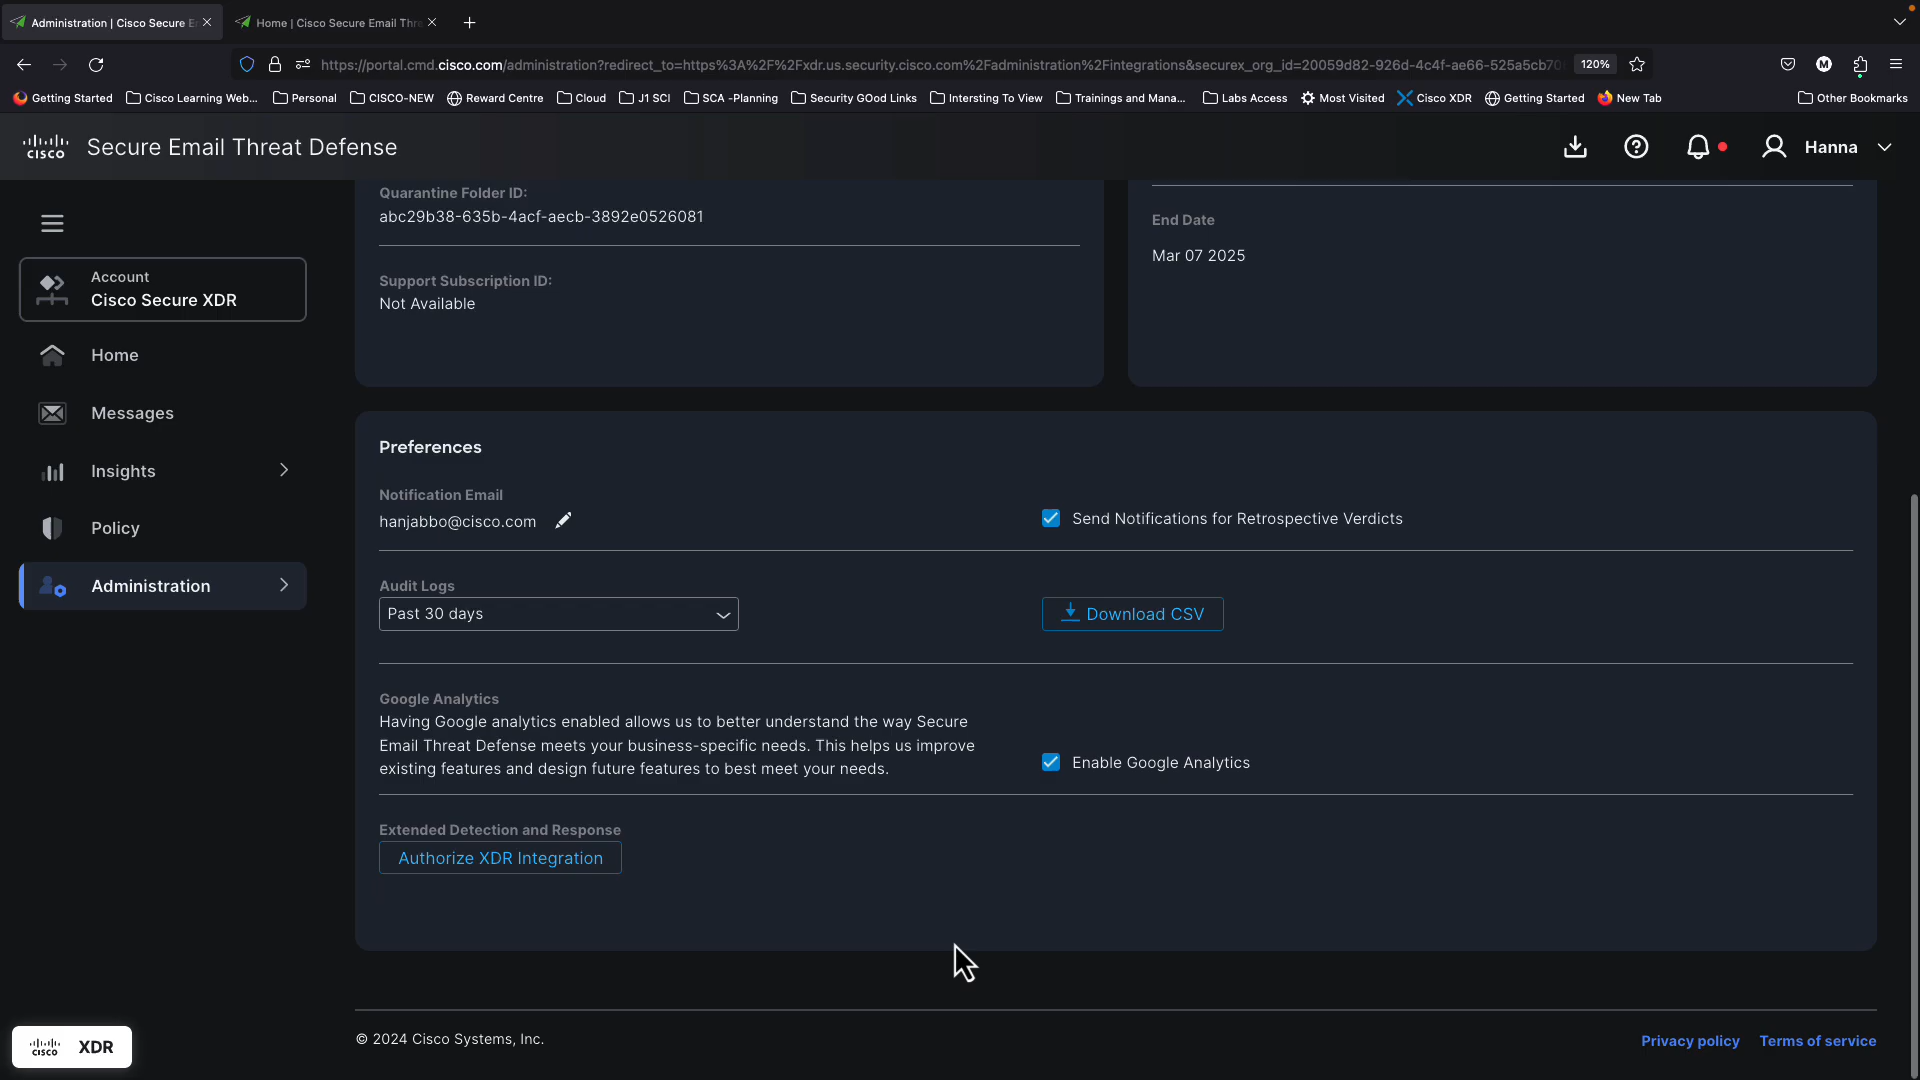 Administration | Cisco Secure E
Home | Cisco Secure Email Thr
https://portal.cmd.cisco.com/administration?redirect_to=https%3A%2F%2Fxdr.us.security.cisco.com%2Fadministration%2Fintegrations&securex_org_id=20059d82-926d-4c4f-ae66-525a5cb70
120%
M
Getting Started
Cisco Learning Web...
Personal
CISCO-NEW
Reward Centre
Cloud
J1 SCI
SCA -Planning
Security GOod Links
Intersting To View
Trainings and Mana...
Labs Access
Most Visited
Cisco XDR
Getting Started
New Tab
Other Bookmarks
CISCO
Secure Email Threat Defense
Hanna
Account
Cisco Secure XDR
Home
Messages
Insights
Policy
Administration
Quarantine Folder ID:
abc29b38-635b-4acf-aecb-3892e0526081
Support Subscription ID:
Not Available
End Date
Mar 07 2025
Preferences
Notification Email
hanjabbo@cisco.com
Send Notifications for Retrospective Verdicts
Audit Logs
Past 30 days
Download CSV
Google Analytics
Having Google analytics enabled allows us to better understand the way Secure
Email Threat Defense meets your business-specific needs. This helps us improve
existing features and design future features to best meet your needs.
Enable Google Analytics
Extended Detection and Response
Authorize XDR Integration
CISCO XDR
© 2024 Cisco Systems, Inc.
Privacy policy
Terms of service